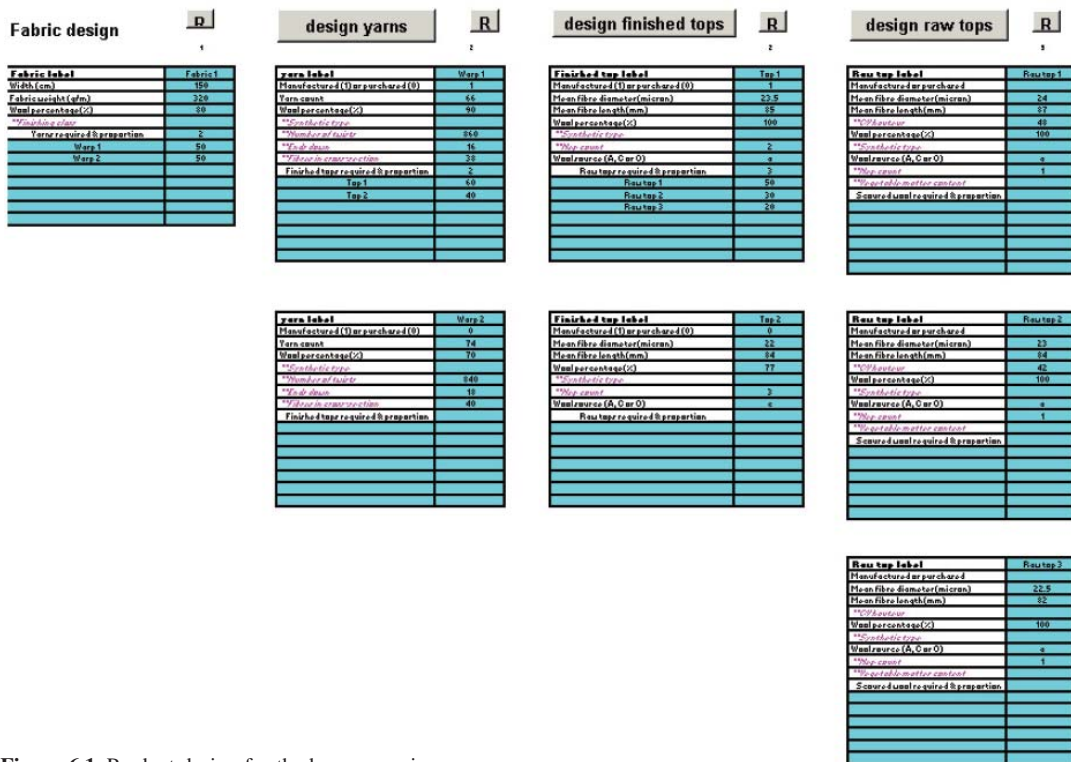 Fabric design R
1
Fabric label Fabric 1
Width (cm) 150
Fabric weight (q/m) 320
Wool percentage (%) 80
**Finishing class
Yarns required & proportion 2
Warp 1 50
Warp 2 50
design yarns R
2
yarn label Warp 1
Manufactured (1) or purchased (0) 1
Yarn count 66
Wool percentage (%) 90
**Synthetic type
**Number of twists 860
**Ends down 16
**Fibres in cross-section 38
Finished tops required & proportion 2
Top 1 60
Top 2 40
yarn label Warp 2
Manufactured (1) or purchased (0) 0
Yarn count 74
Wool percentage (%) 70
**Synthetic type
**Number of twists 840
**Ends down 18
**Fibres in cross-section 40
Finished tops required & proportion
design finished tops R
2
Finished top label Top 1
Manufactured (1) or purchased (0) 1
Mean fibre diameter (micron) 23.5
Mean fibre length (mm) 85
Wool percentage (%) 100
**Synthetic type
**Nep count 2
Wool source (A, C or O) a
Raw tops required & proportion 3
Raw top 1 50
Raw top 2 30
Raw top 3 20
Finished top label Top 2
Manufactured (1) or purchased (0) 0
Mean fibre diameter (micron) 22
Mean fibre length (mm) 84
Wool percentage (%) 77
**Synthetic type
**Nep count 3
Wool source (A, C or O) c
Raw tops required & proportion
design raw tops R
3
Raw top label Raw top 1
Manufactured or purchased
Mean fibre diameter (micron) 24
Mean fibre length (mm) 87
**CV hauteur 48
Wool percentage (%) 100
**Synthetic type
Wool source (A, C or O)
**Nep count 1
**Vegetable matter content
Scoured wool required & proportion
Raw top label Raw top 2
Manufactured or purchased
Mean fibre diameter (micron) 23
Mean fibre length (mm) 84
**CV hauteur 42
Wool percentage (%) 100
**Synthetic type
Wool source (A, C or O)
**Nep count 1
**Vegetable matter content
Scoured wool required & proportion
Raw top label Raw top 3
Manufactured or purchased
Mean fibre diameter (micron) 22.5
Mean fibre length (mm) 82
**CV hauteur
Wool percentage (%) 100
**Synthetic type
Wool source (A, C or O)
**Nep count 1
**Vegetable matter content
Scoured wool required & proportion